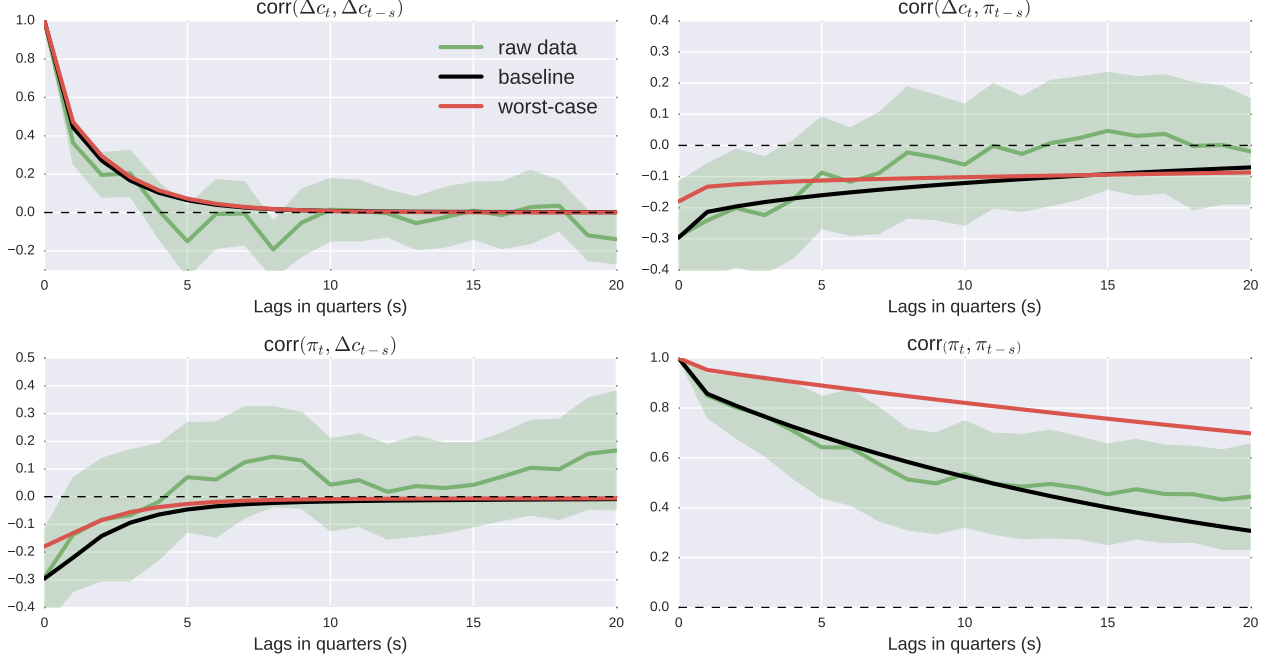 corr(Δc_t, Δc_{t−s})
1.0
0.8
0.6
0.4
0.2
0.0
−0.2
raw data
baseline
worst-case
0 5 10 15 20
Lags in quarters (s)
corr(Δc_t, π_{t−s})
0.4
0.3
0.2
0.1
0.0
−0.1
−0.2
−0.3
−0.4
0 5 10 15 20
Lags in quarters (s)
corr(π_t, Δc_{t−s})
0.5
0.4
0.3
0.2
0.1
0.0
−0.1
−0.2
−0.3
−0.4
0 5 10 15 20
Lags in quarters (s)
corr(π_t, π_{t−s})
1.0
0.8
0.6
0.4
0.2
0.0
0 5 10 15 20
Lags in quarters (s)